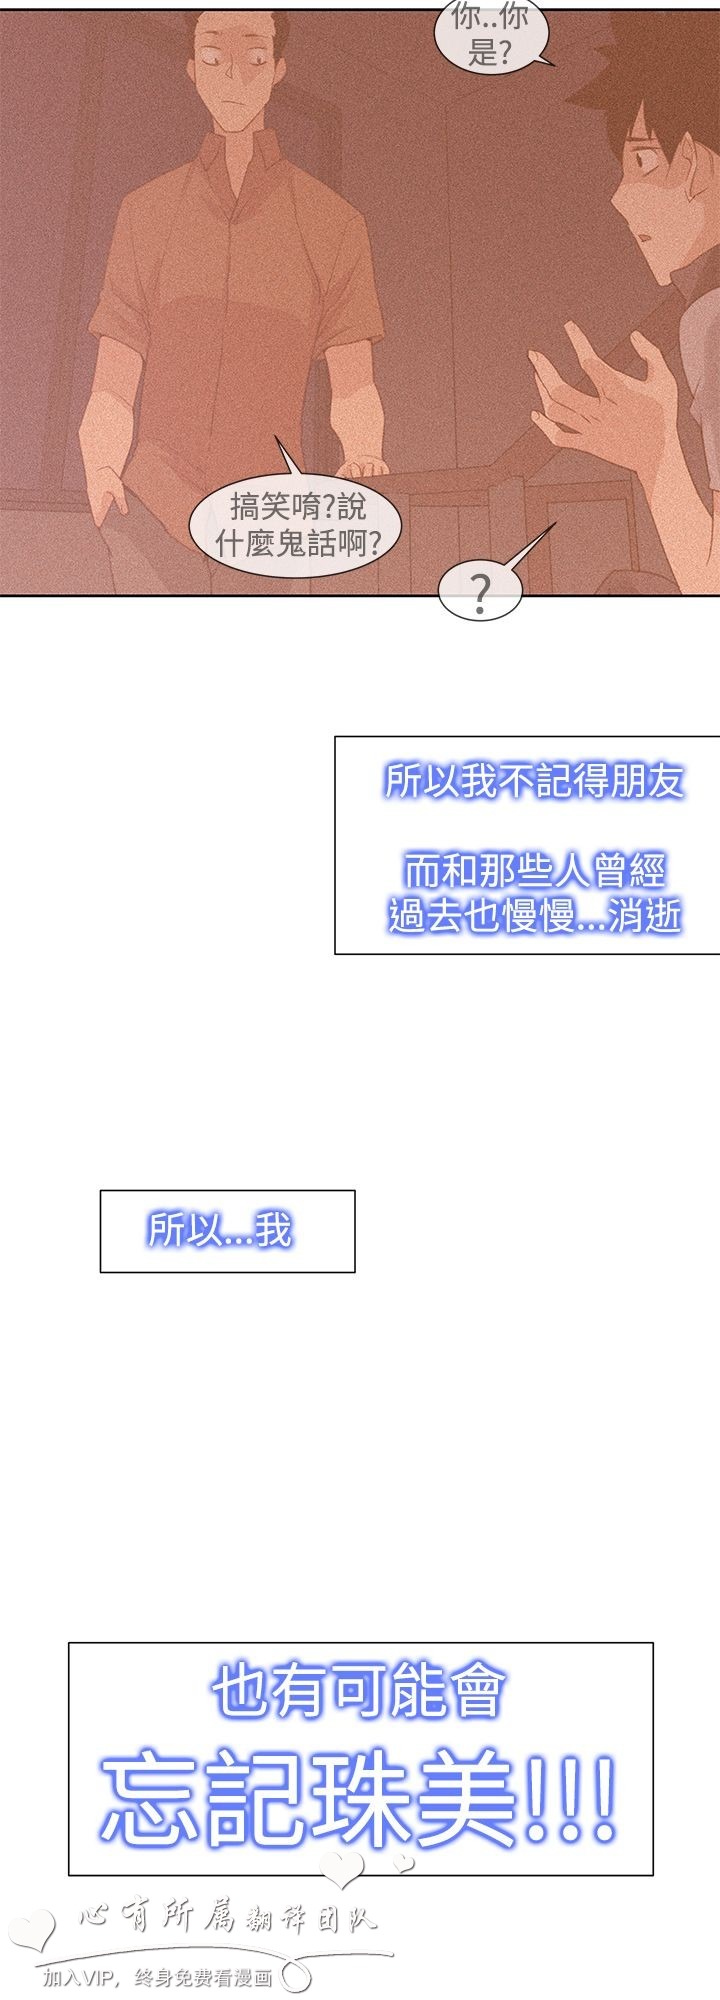 你..你
是?
搞笑唷?說
什麼鬼話啊?
?
所以我不記得朋友
而和那些人曾經
過去也慢慢...消逝
所以...我
也有可能會
忘記珠美!!!
心有所属翻译团队
加入VIP，终身免费看漫画